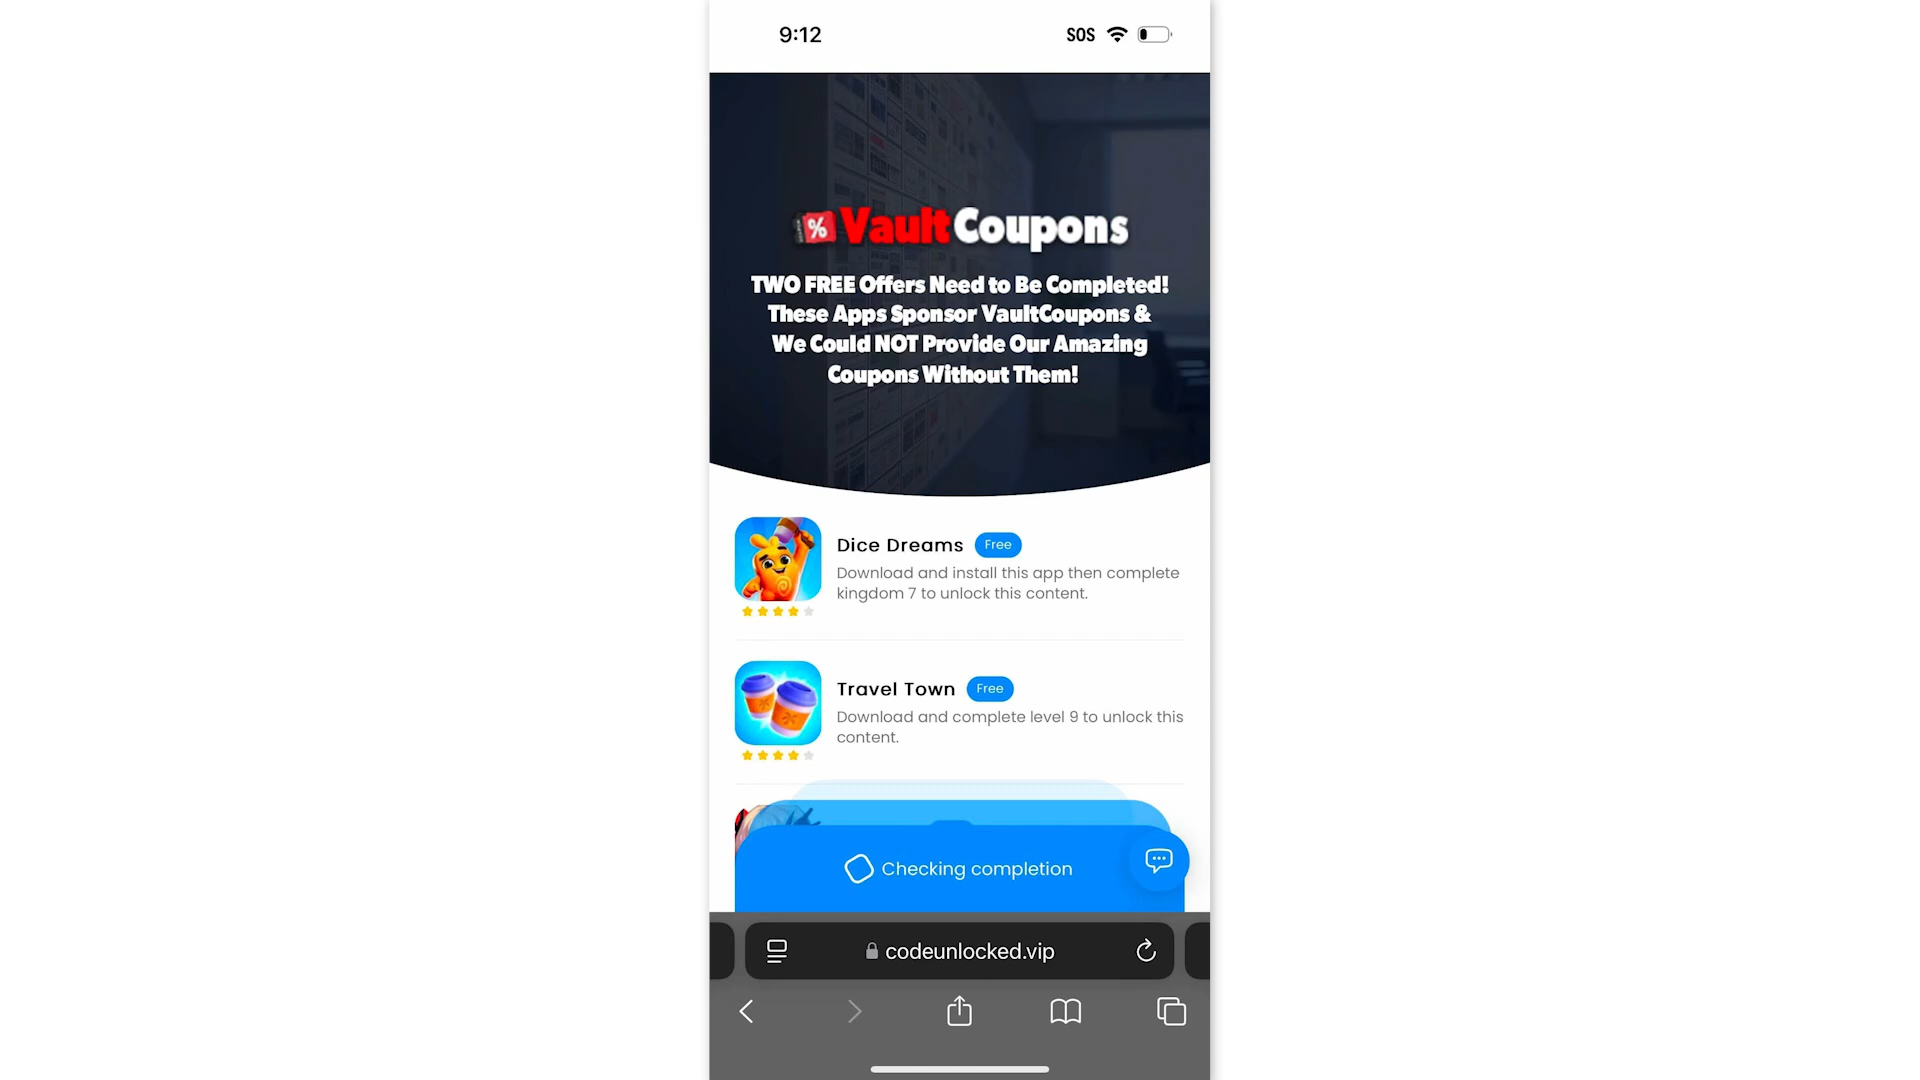 9:12
SOS
% VaultCoupons
TWO FREE Offers Need to Be Completed!
These Apps Sponsor VaultCoupons &
We Could NOT Provide Our Amazing
Coupons Without Them!
Dice Dreams Free
Download and install this app then complete
kingdom 7 to unlock this content.
Travel Town Free
Download and complete level 9 to unlock this
content.
Checking completion
codeunlocked.vip